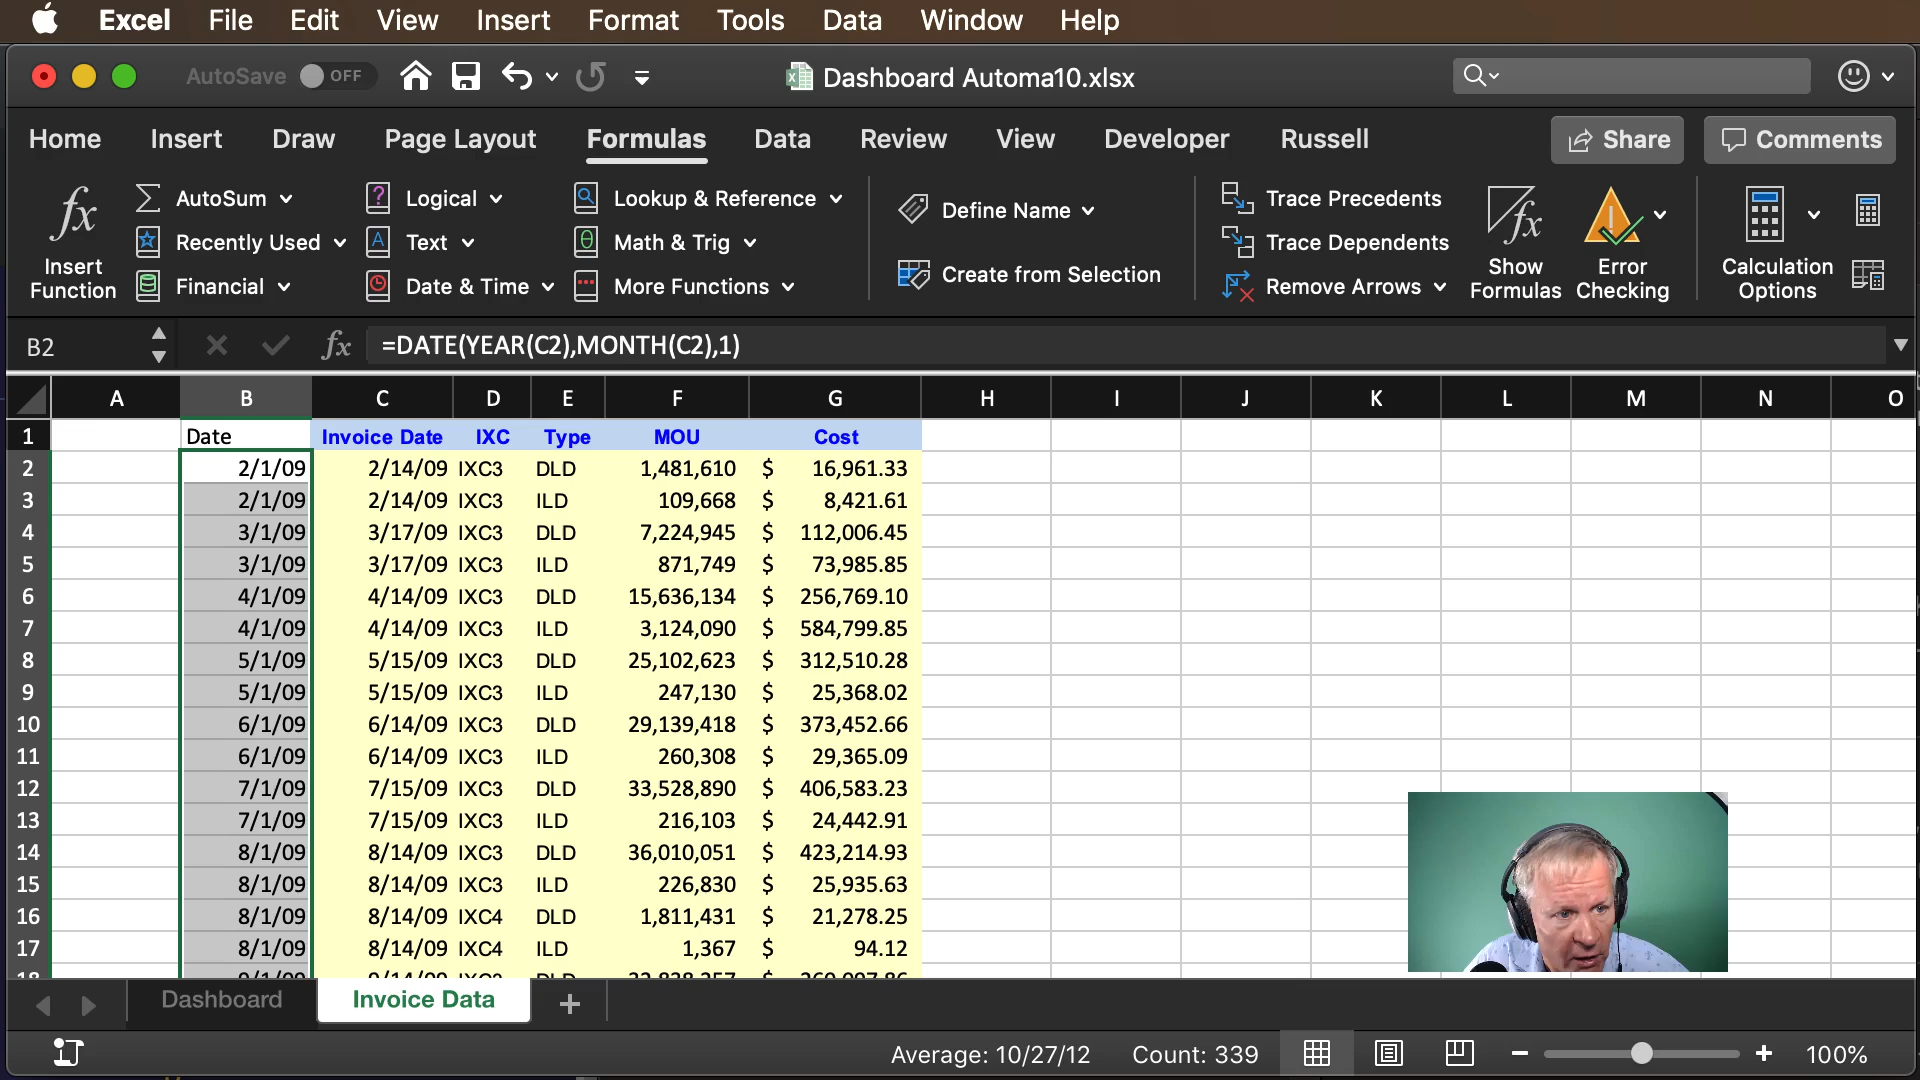 Excel File Edit View Insert Format Tools Data Window Help
AutoSave OFF Dashboard Automa10.xlsx
Home Insert Draw Page Layout Formulas Data Review View Developer Russell Share Comments
AutoSum Logical Lookup & Reference Define Name Trace Precedents
Recently Used Text Math & Trig Trace Dependents
Insert Function Financial Date & Time More Functions Create from Selection Remove Arrows Show Formulas Error Checking Calculation Options
B2 fx =DATE(YEAR(C2),MONTH(C2),1)
A B C D E F G H I J K L M N O
1 Date Invoice Date IXC Type MOU Cost
2 2/1/09 2/14/09 IXC3 DLD 1,481,610 $ 16,961.33
3 2/1/09 2/14/09 IXC3 ILD 109,668 $ 8,421.61
4 3/1/09 3/17/09 IXC3 DLD 7,224,945 $ 112,006.45
5 3/1/09 3/17/09 IXC3 ILD 871,749 $ 73,985.85
6 4/1/09 4/14/09 IXC3 DLD 15,636,134 $ 256,769.10
7 4/1/09 4/14/09 IXC3 ILD 3,124,090 $ 584,799.85
8 5/1/09 5/15/09 IXC3 DLD 25,102,623 $ 312,510.28
9 5/1/09 5/15/09 IXC3 ILD 247,130 $ 25,368.02
10 6/1/09 6/14/09 IXC3 DLD 29,139,418 $ 373,452.66
11 6/1/09 6/14/09 IXC3 ILD 260,308 $ 29,365.09
12 7/1/09 7/15/09 IXC3 DLD 33,528,890 $ 406,583.23
13 7/1/09 7/15/09 IXC3 ILD 216,103 $ 24,442.91
14 8/1/09 8/14/09 IXC3 DLD 36,010,051 $ 423,214.93
15 8/1/09 8/14/09 IXC3 ILD 226,830 $ 25,935.63
16 8/1/09 8/14/09 IXC4 DLD 1,811,431 $ 21,278.25
17 8/1/09 8/14/09 IXC4 ILD 1,367 $ 94.12
Dashboard Invoice Data
Average: 10/27/12 Count: 339 100%